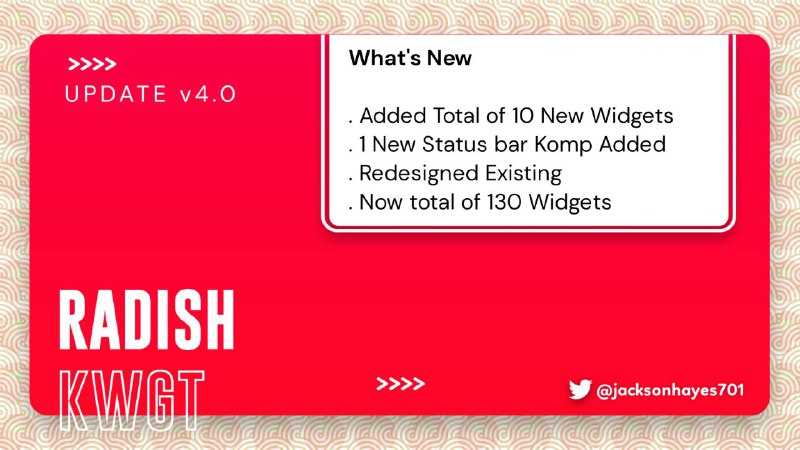 >>>>
UPDATE v4.0
What's New
. Added Total of 10 New Widgets
. 1 New Status bar Komp Added
. Redesigned Existing
. Now total of 130 Widgets
RADISH
KWGT
>>>>
@jacksonhayes701